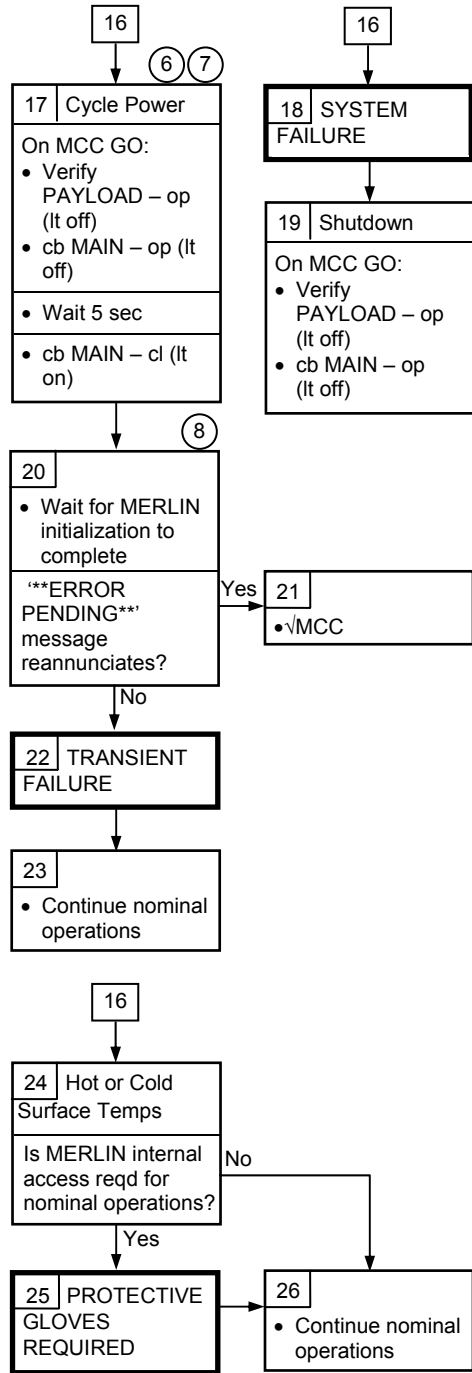 16
6 7
17 Cycle Power
On MCC GO:
• Verify
PAYLOAD – op
(lt off)
• cb MAIN – op (lt
off)
• Wait 5 sec
• cb MAIN – cl (lt
on)
8
20
• Wait for MERLIN
initialization to
complete
‘**ERROR
PENDING**’
message
reannunciates?
Yes
21
•√MCC
No
22 TRANSIENT
FAILURE
23
• Continue nominal
operations
16
18 SYSTEM
FAILURE
19 Shutdown
On MCC GO:
• Verify
PAYLOAD – op
(lt off)
• cb MAIN – op
(lt off)
16
24 Hot or Cold
Surface Temps
Is MERLIN internal
access reqd for
nominal operations?
No
Yes
25 PROTECTIVE
GLOVES
REQUIRED
26
• Continue nominal
operations